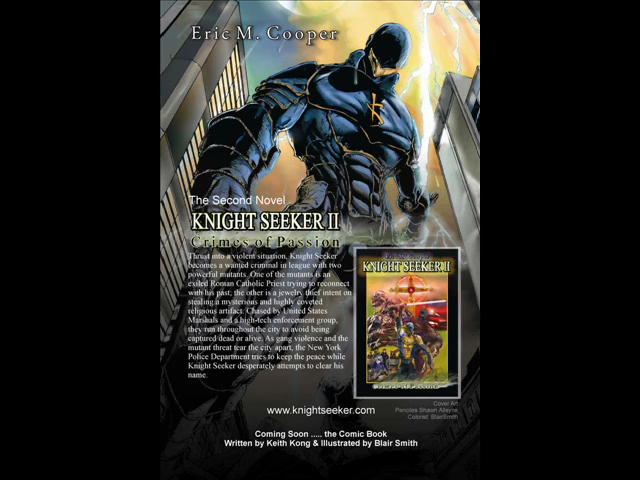 Eric M. Cooper
The Second Novel
KNIGHT SEEKER II
Crimes of Passion
Thrust into a violent situation, Knight Seeker
becomes a wanted criminal in league with two
powerful mutants. One of the mutants is an
exiled Roman Catholic Priest trying to reconnect
with his past; the other is a jewelry thief intent on
stealing a mysterious and highly coveted
religious artifact. Chased by United States
Marshals and a high-tech enforcement group,
they run throughout the city to avoid being
captured dead or alive. As gang violence and the
mutant threat tear the city apart, the New York
Police Department tries to keep the peace while
Knight Seeker desperately attempts to clear his
name.
KNIGHT SEEKER II
Cover Art
Penciles Shawn Alleyne
Colorist BlairSmith
www.knightseeker.com
Coming Soon ..... the Comic Book
Written by Keith Kong & Illustrated by Blair Smith